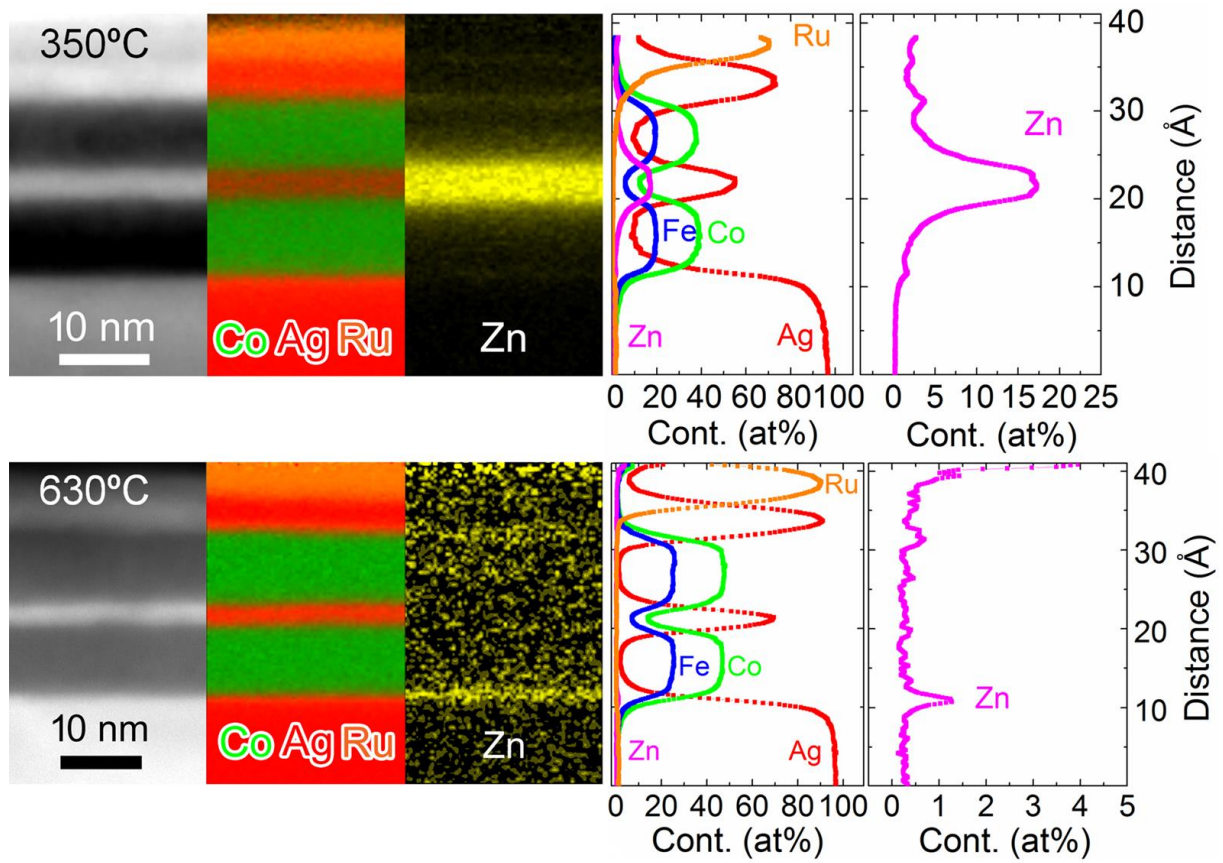 350ºC
10 nm
Co Ag Ru
Zn
Ru
Fe
Co
Zn
Ag
0 20 40 60 80 100
Cont. (at%)
Zn
40
30
20
10
Distance (Å)
0 5 10 15 20 25
Cont. (at%)
630ºC
10 nm
Co Ag Ru
Zn
Ru
Fe
Co
Zn
Ag
0 20 40 60 80 100
Cont. (at%)
Zn
40
30
20
10
Distance (Å)
0 1 2 3 4 5
Cont. (at%)